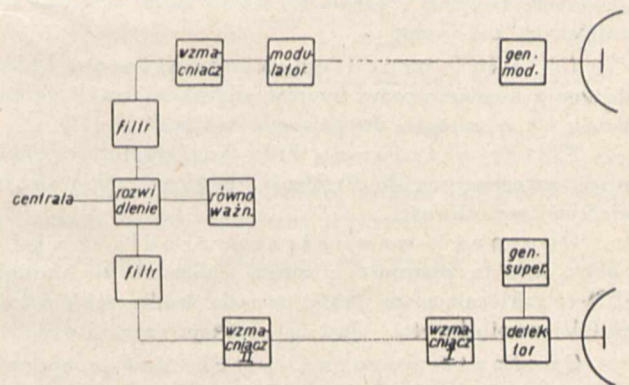 wzma
cniacz
modu
lator
gen.
mod.
filtr
centrala
rozwi
dlenie
równo
ważn.
filtr
gen.
super.
wzma
cniacz
II
wzma
cniacz
I
detek
tor